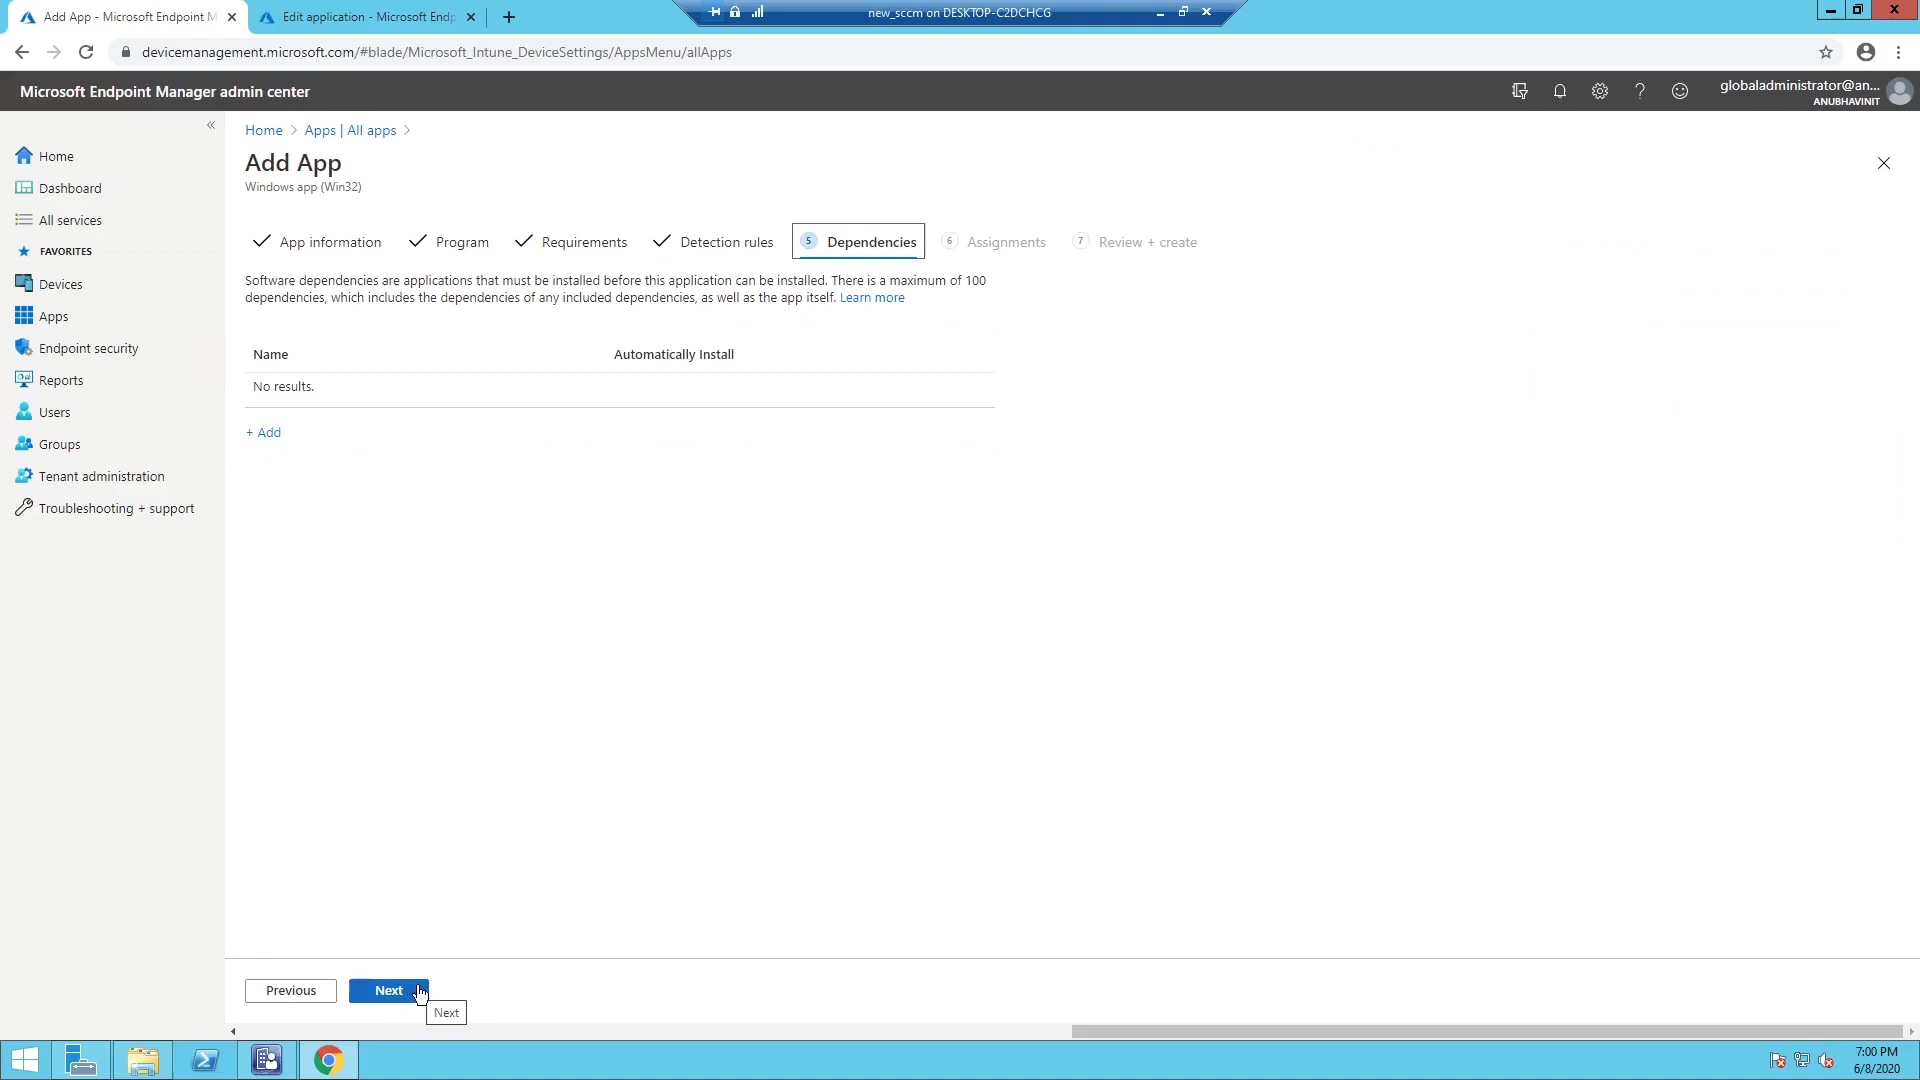 Add App - Microsoft Endpoint M
Edit application - Microsoft Endp
new_sccm on DESKTOP-C2DCHCG
devicemanagement.microsoft.com/#blade/Microsoft_Intune_DeviceSettings/AppsMenu/allApps
Microsoft Endpoint Manager admin center
globaladministrator@an...
ANUBHAVINIT
Home
Dashboard
All services
FAVORITES
Devices
Apps
Endpoint security
Reports
Users
Groups
Tenant administration
Troubleshooting + support
Home > Apps | All apps >
Add App
Windows app (Win32)
App information
Program
Requirements
Detection rules
5 Dependencies
6 Assignments
7 Review + create
Software dependencies are applications that must be installed before this application can be installed. There is a maximum of 100
dependencies, which includes the dependencies of any included dependencies, as well as the app itself. Learn more
Name Automatically Install
No results.
+ Add
Previous
Next
Next
7:00 PM
6/8/2020